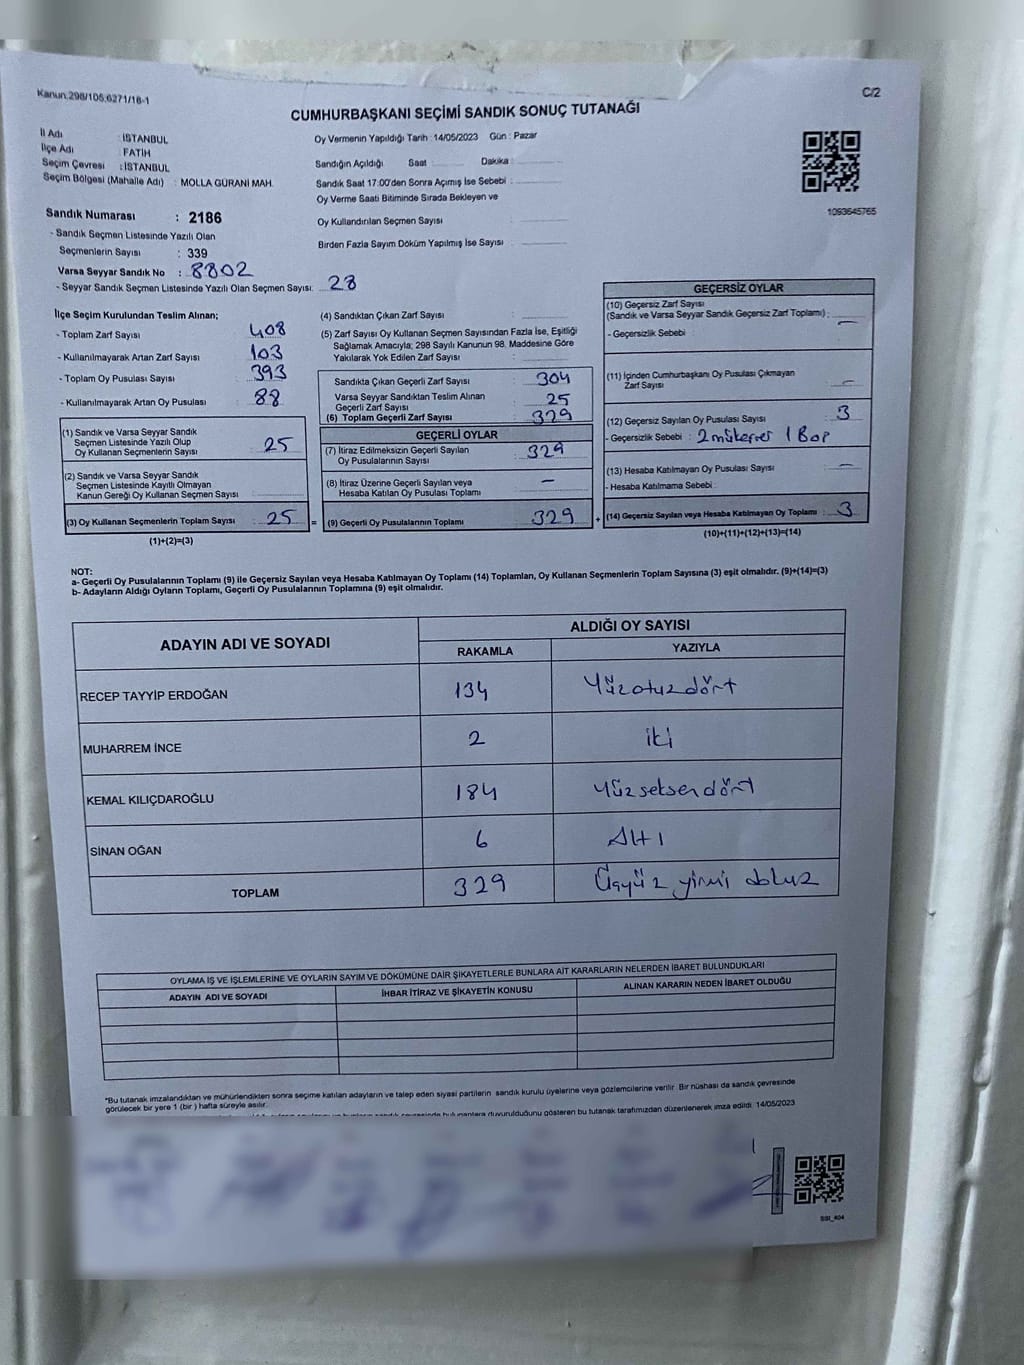 Kanun:298/105;6271/16-1
C/2
CUMHURBAŞKANI SEÇİMİ SANDIK SONUÇ TUTANAĞI
İl Adı : İSTANBUL
İlçe Adı : FATİH
Seçim Çevresi : İSTANBUL
Seçim Bölgesi (Mahalle Adı) : MOLLA GÜRANİ MAH.
Oy Vermenin Yapıldığı Tarih : 14/05/2023 Gün : Pazar
Sandığın Açıldığı Saat Dakika :
Sandık Saat 17:00'den Sonra Açımış İse Sebebi :
Oy Verme Saati Bitiminde Sırada Bekleyen ve
Oy Kullandırılan Seçmen Sayısı :
Birden Fazla Sayım Döküm Yapılmış İse Sayısı :
1093645765
Sandık Numarası : 2186
- Sandık Seçmen Listesinde Yazılı Olan
Seçmenlerin Sayısı : 339
Varsa Seyyar Sandık No : 8802
- Seyyar Sandık Seçmen Listesinde Yazılı Olan Seçmen Sayısı: 28
İlçe Seçim Kurulundan Teslim Alınan;
- Toplam Zarf Sayısı : 408
- Kullanılmayarak Artan Zarf Sayısı : 103
- Toplam Oy Pusulası Sayısı : 393
- Kullanılmayarak Artan Oy Pusulası : 88
(1) Sandık ve Varsa Seyyar Sandık
Seçmen Listesinde Yazılı Olup
Oy Kullanan Seçmenlerin Sayısı : 25
(2) Sandık ve Varsa Seyyar Sandık
Seçmen Listesinde Kayıtlı Olmayan
Kanun Gereği Oy Kullanan Seçmen Sayısı :
(3) Oy Kullanan Seçmenlerin Toplam Sayısı : 25
(1)+(2)=(3)
(4) Sandıktan Çıkan Zarf Sayısı :
(5) Zarf Sayısı Oy Kullanan Seçmen Sayısından Fazla İse, Eşitliği
Sağlamak Amacıyla; 298 Sayılı Kanunun 98. Maddesine Göre
Yakılarak Yok Edilen Zarf Sayısı :
Sandıkta Çıkan Geçerli Zarf Sayısı : 304
Varsa Seyyar Sandıktan Teslim Alınan
Geçerli Zarf Sayısı : 25
(6) Toplam Geçerli Zarf Sayısı : 329
GEÇERLİ OYLAR
(7) İtiraz Edilmeksizin Geçerli Sayılan
Oy Pusulalarının Sayısı : 329
(8) İtiraz Üzerine Geçerli Sayılan veya
Hesaba Katılan Oy Pusulası Toplamı : -
= (9) Geçerli Oy Pusulalarının Toplamı : 329 +
GEÇERSİZ OYLAR
(10) Geçersiz Zarf Sayısı
(Sandık ve Varsa Seyyar Sandık Geçersiz Zarf Toplamı) : -
- Geçersizlik Sebebi :
(11) İçinden Cumhurbaşkanı Oy Pusulası Çıkmayan
Zarf Sayısı : -
(12) Geçersiz Sayılan Oy Pusulası Sayısı : 3
- Geçersizlik Sebebi : 2 mükerrer 1 Boş
(13) Hesaba Katılmayan Oy Pusulası Sayısı : -
- Hesaba Katılmama Sebebi :
(14) Geçersiz Sayılan veya Hesaba Katılmayan Oy Toplamı : 3
(10)+(11)+(12)+(13)=(14)
NOT:
a- Geçerli Oy Pusulalarının Toplamı (9) ile Geçersiz Sayılan veya Hesaba Katılmayan Oy Toplamı (14) Toplamları, Oy Kullanan Seçmenlerin Toplam Sayısına (3) eşit olmalıdır. (9)+(14)=(3)
b- Adayların Aldığı Oyların Toplamı, Geçerli Oy Pusulalarının Toplamına (9) eşit olmalıdır.
ADAYIN ADI VE SOYADI ALDIĞI OY SAYISI
RAKAMLA YAZIYLA
RECEP TAYYİP ERDOĞAN 134 Yüzotuzdört
MUHARREM İNCE 2 iki
KEMAL KILIÇDAROĞLU 184 Yüzseksendört
SİNAN OĞAN 6 Altı
TOPLAM 329 Üçyüz yirmi dokuz
OYLAMA İŞ VE İŞLEMLERİNE VE OYLARIN SAYIM VE DÖKÜMÜNE DAİR ŞİKAYETLERLE BUNLARA AİT KARARLARIN NELERDEN İBARET BULUNDUKLARI
ADAYIN ADI VE SOYADI İHBAR İTİRAZ VE ŞİKAYETİN KONUSU ALINAN KARARIN NEDEN İBARET OLDUĞU
*Bu tutanak imzalandıktan ve mühürlendikten sonra seçime katılan adayların ve talep eden siyasi partilerin sandık kurulu üyelerine veya gözlemcilerine verilir. Bir nüshası da sandık çevresinde
görülecek bir yere 1 (bir ) hafta süreyle asılır.
bulunanlara duyurulduğunu gösteren bu tutanak tarafımızdan düzenlenerek imza edildi. 14/05/2023
SSI_404